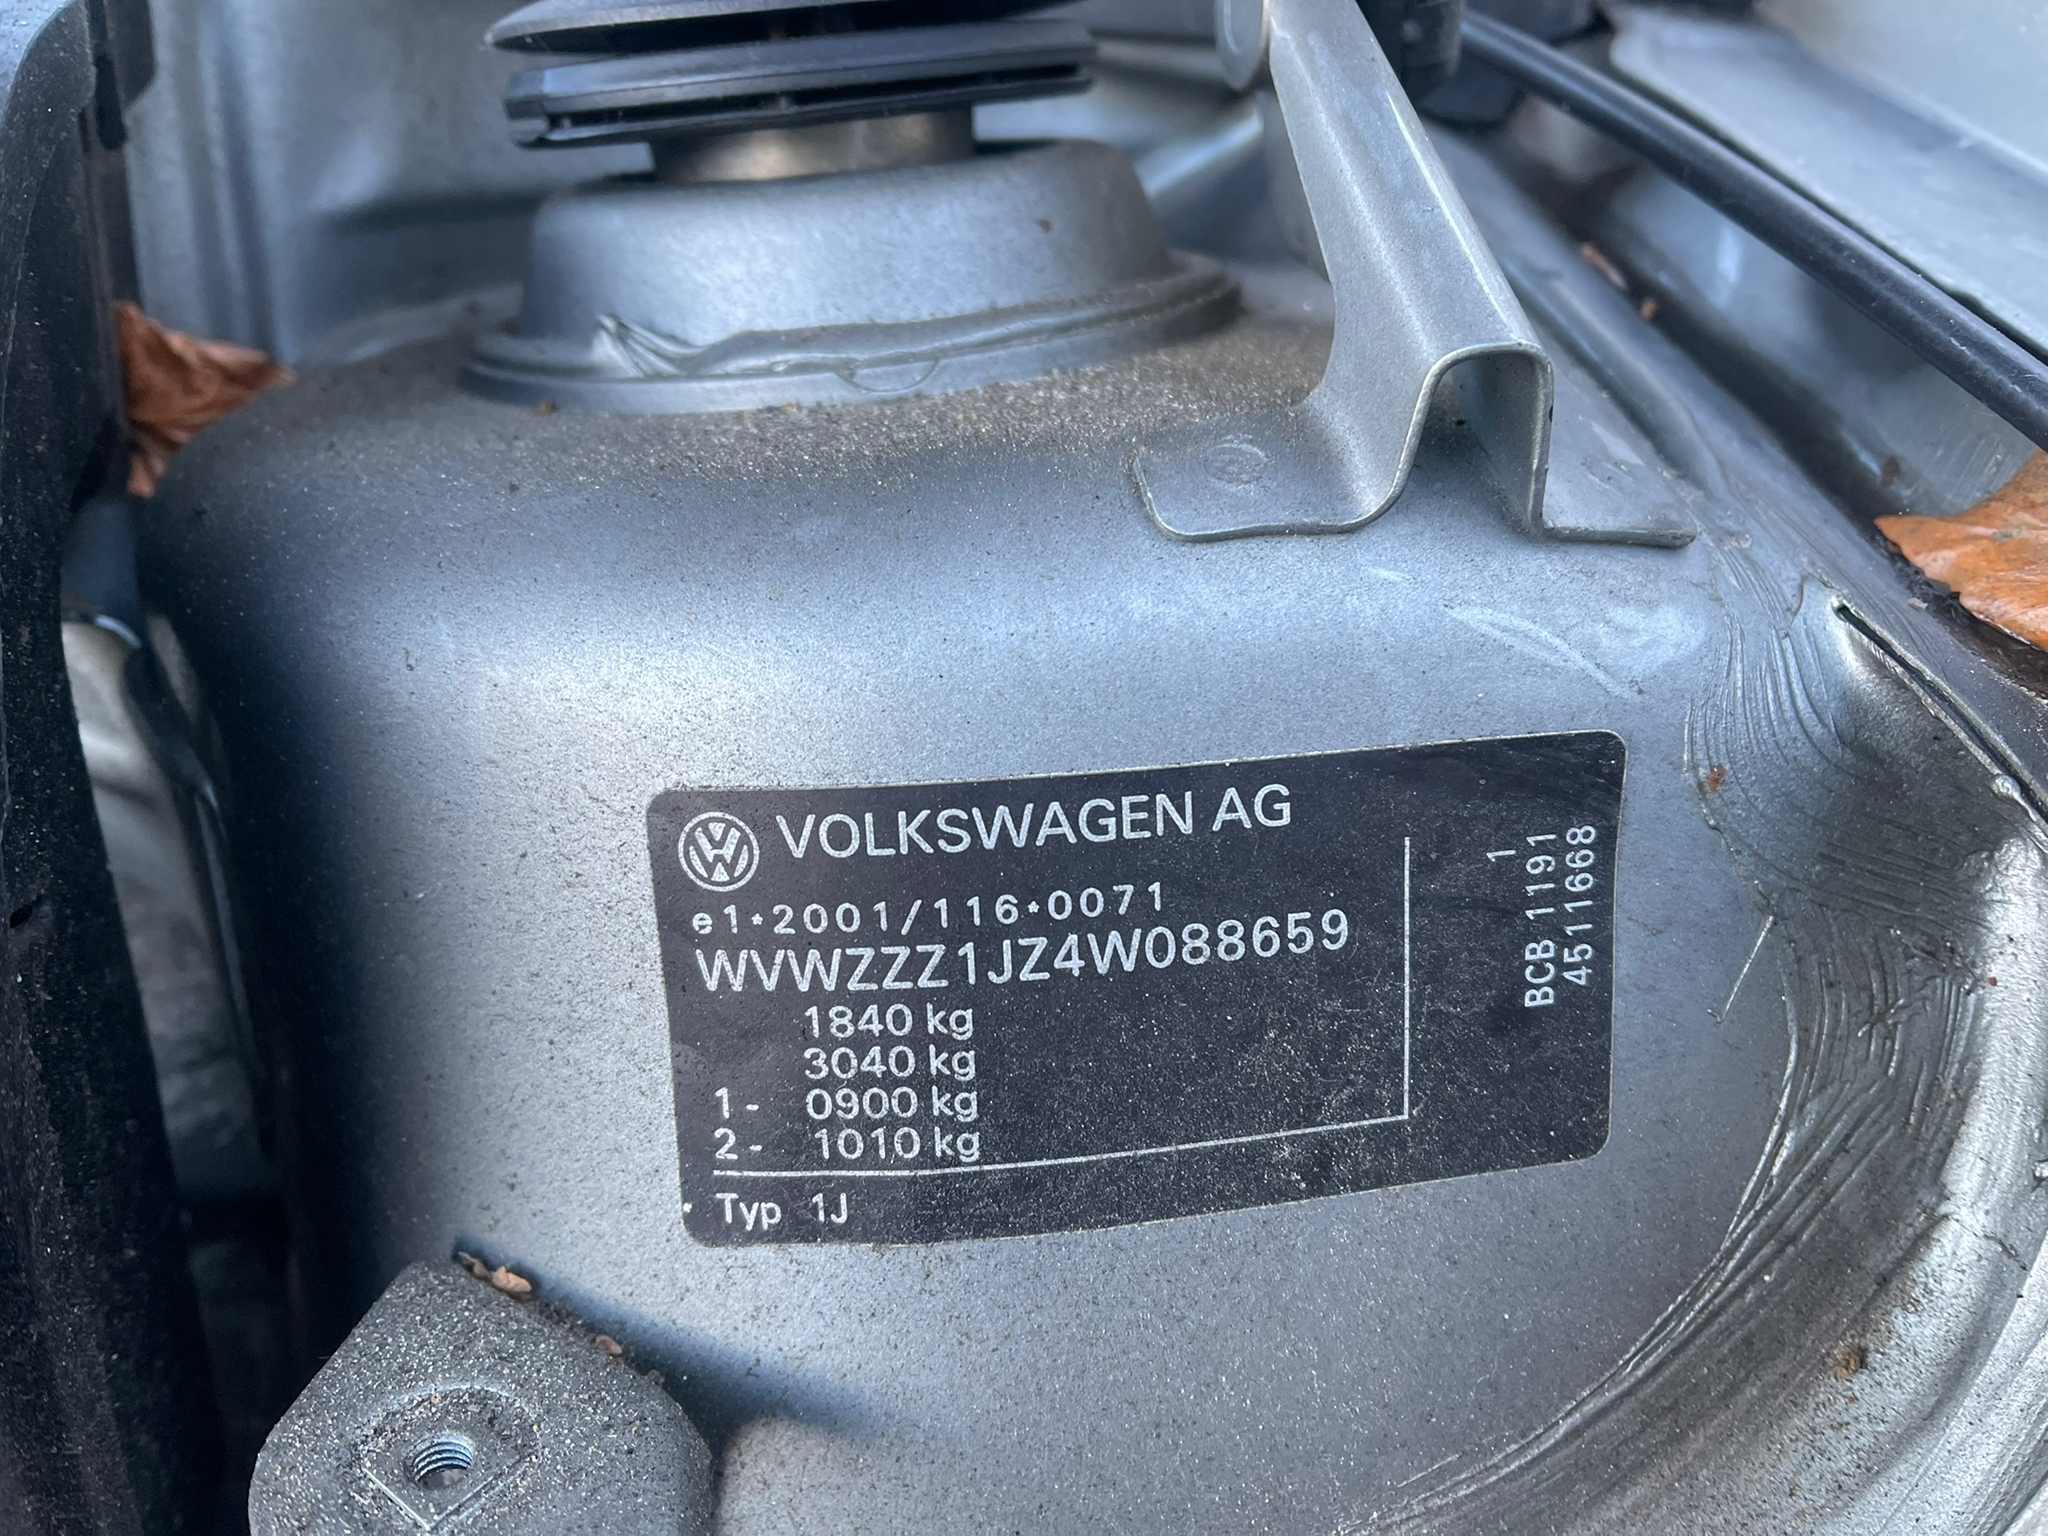 VOLKSWAGEN AG
e1*2001/116*0071
WVWZZZ1JZ4W088659
1840 kg
3040 kg
1- 0900 kg
2- 1010 kg
Typ 1J
1
BCB 1191
4511668